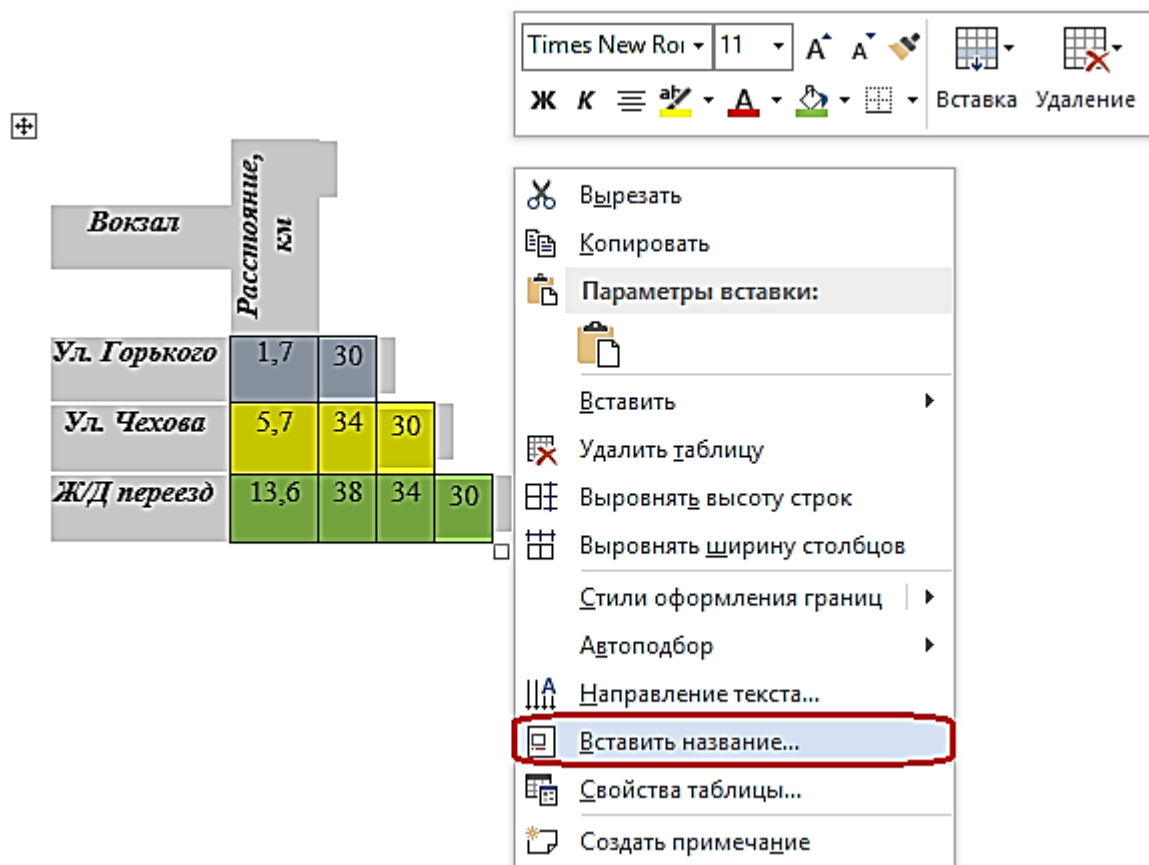 Times New Roi 11
Ж К
Вставка Удаление
Вокзал
Расстояние,
км
Ул. Горького 1,7 30
Ул. Чехова 5,7 34 30
Ж/Д переезд 13,6 38 34 30
Вырезать
Копировать
Параметры вставки:
Вставить
Удалить таблицу
Выровнять высоту строк
Выровнять ширину столбцов
Стили оформления границ
Автоподбор
Направление текста...
Вставить название...
Свойства таблицы...
Создать примечание